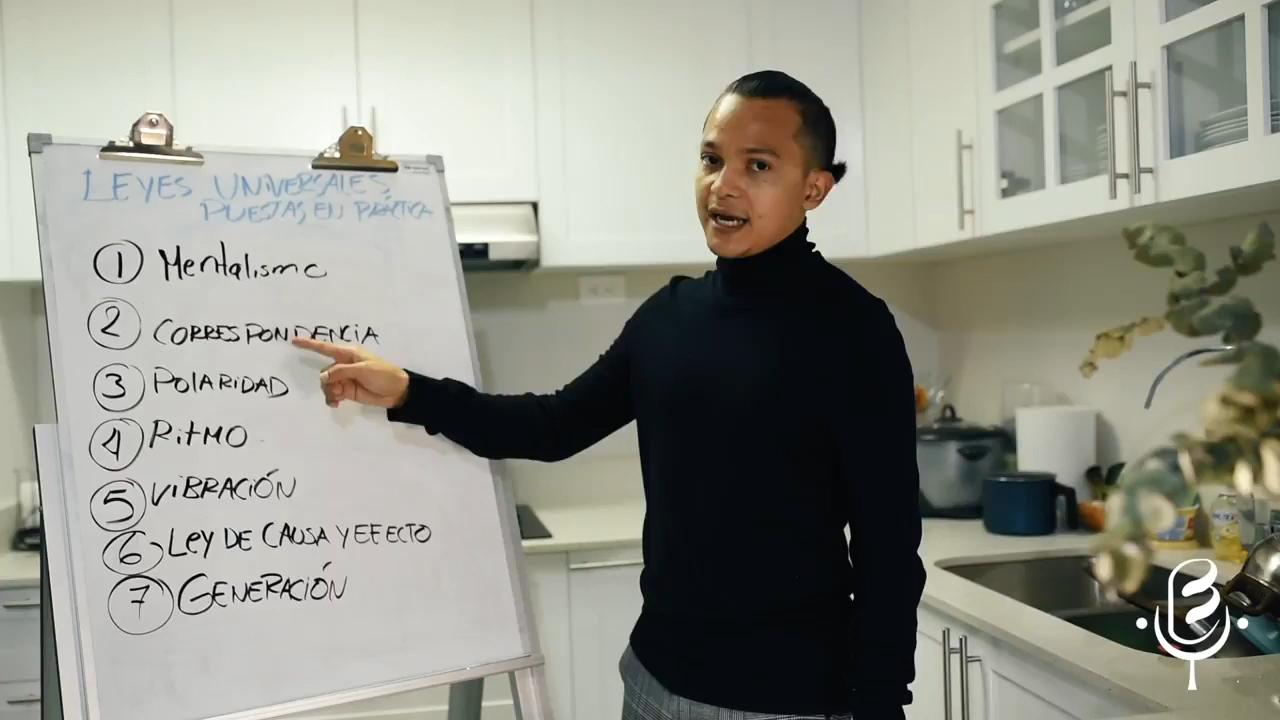 LEYES UNIVERSALES
PUESTAS EN PRÁCTICA
1 Mentalismo
2 CORRESPONDENCIA
3 POLARIDAD
4 RITMO
5 VIBRACIÓN
6 Ley DE CAUSA Y EFECTO
7 GENERACIÓN